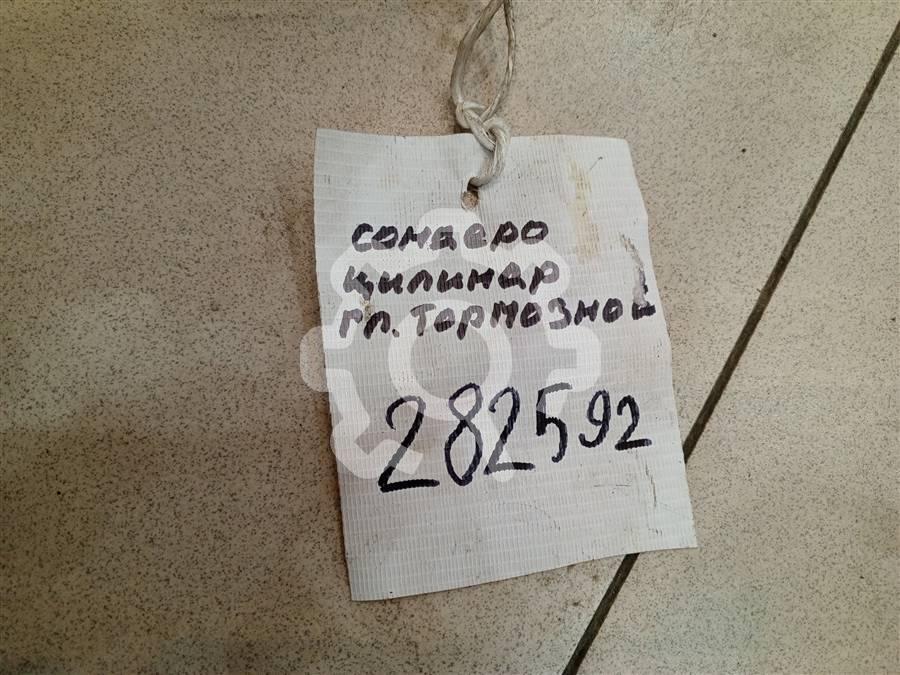 сондеро
цилиндр
гл. тормозной
282592